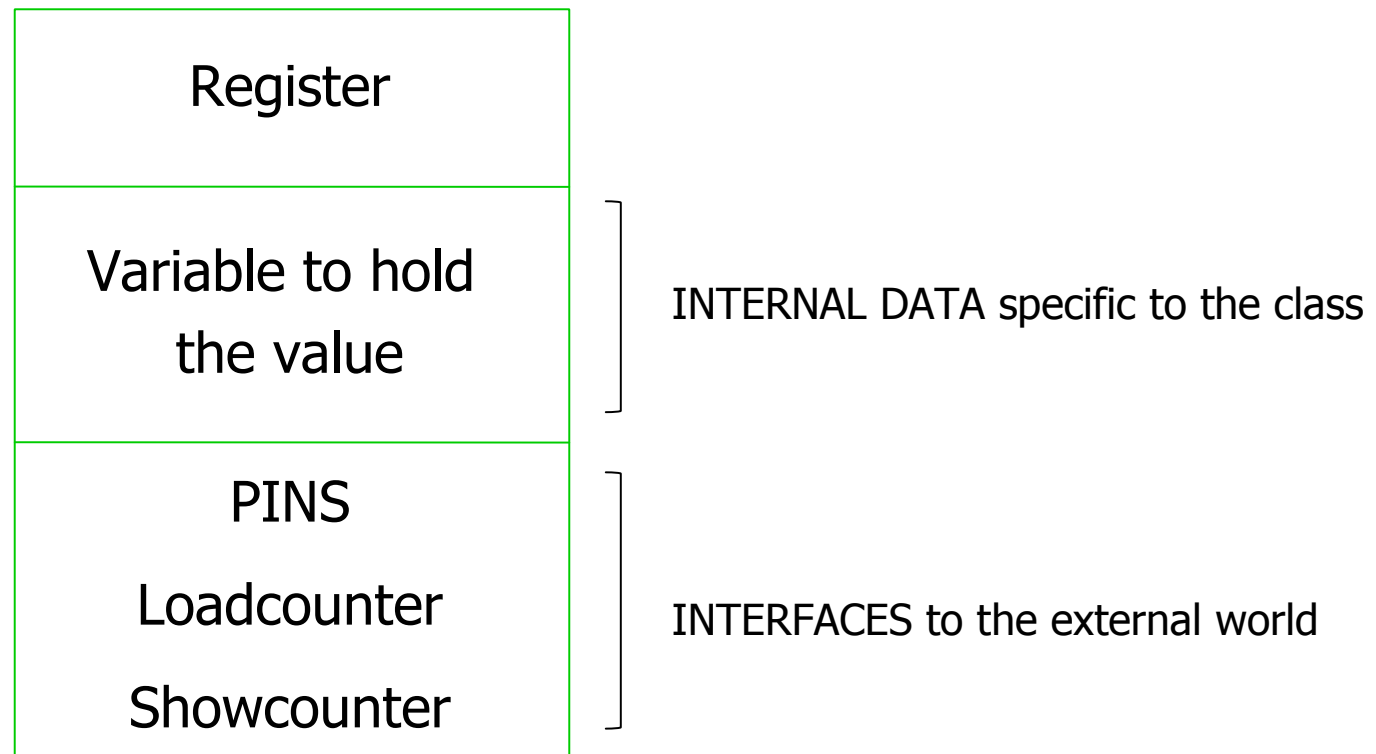 Register
Variable to hold
the value
INTERNAL DATA specific to the class
PINS
Loadcounter
Showcounter
INTERFACES to the external world